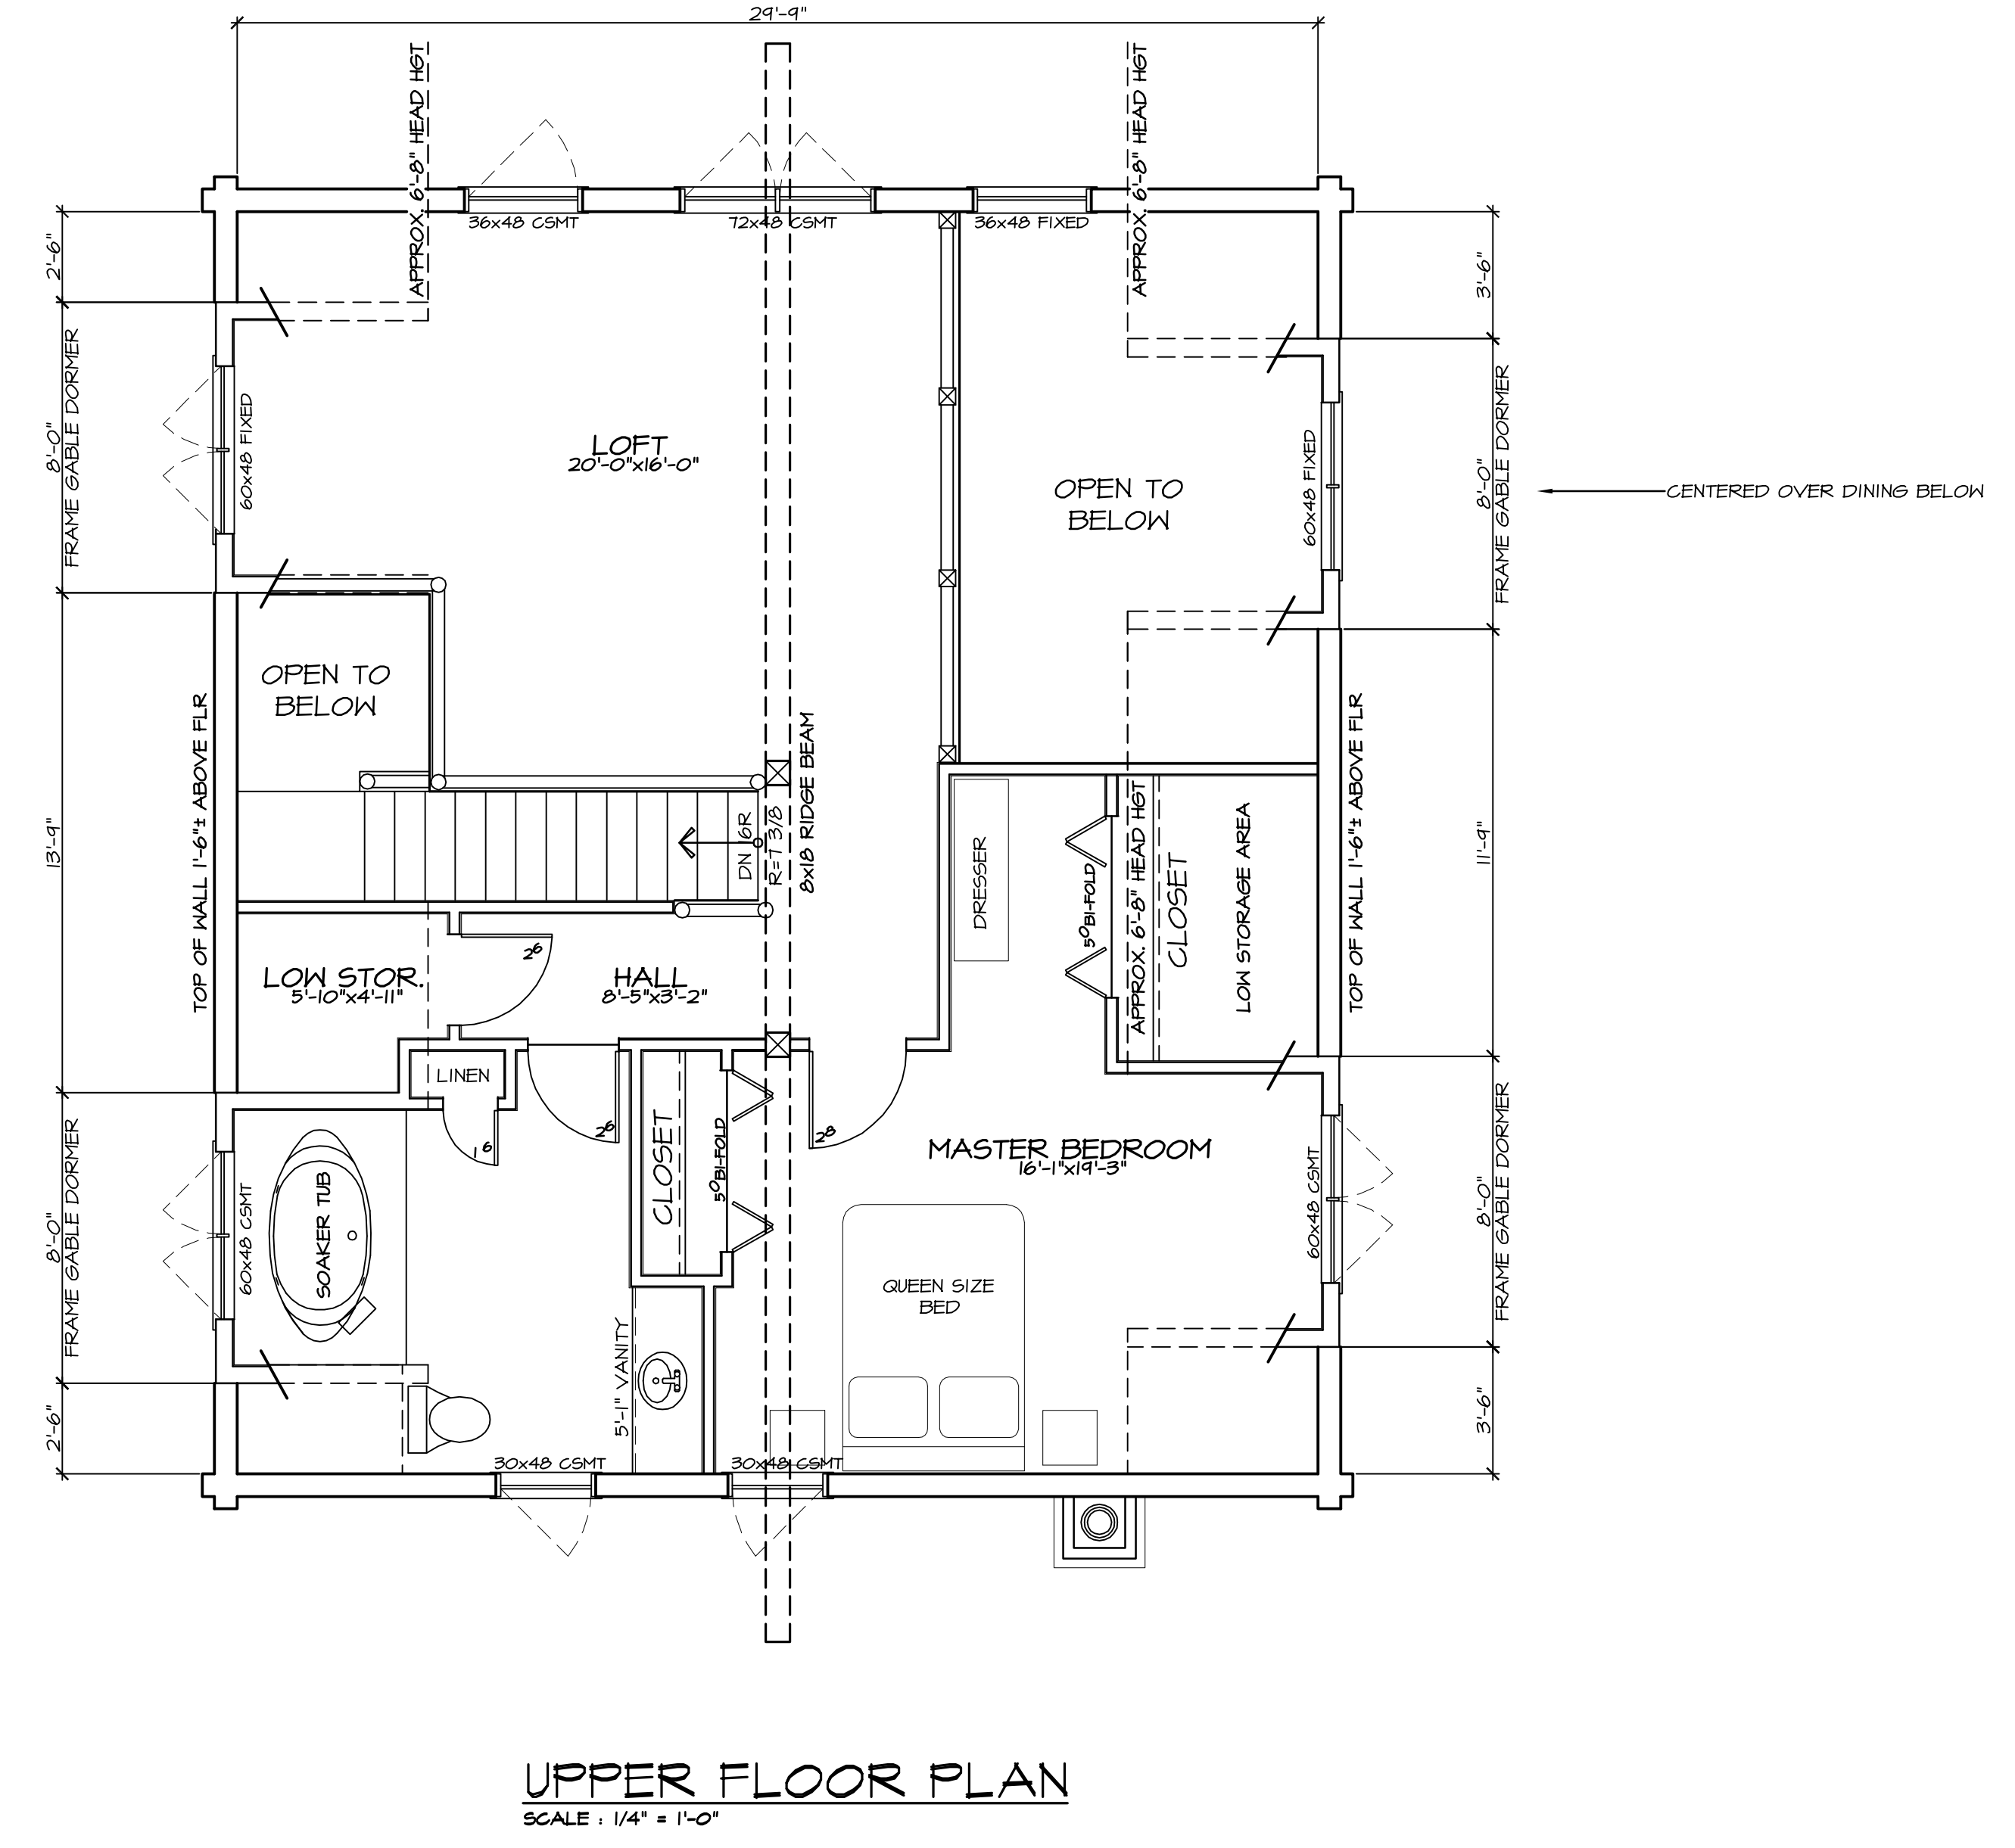 29'-9"
APPROX. 6'-8" HEAD HGT
APPROX. 6'-8" HEAD HGT
36x48 CSMT
72x48 CSMT
36x48 FIXED
2'-6"
3'-6"
8'-0"
FRAME GABLE DORMER
60x48 FIXED
LOFT
20'-0"x16'-0"
OPEN TO
BELOW
60x48 FIXED
8'-0"
FRAME GABLE DORMER
CENTERED OVER DINING BELOW
OPEN TO
BELOW
13'-9"
TOP OF WALL 1'-6"± ABOVE FLR
DN 16R
R=7 3/8
8x18 RIDGE BEAM
DRESSER
5⁰BI-FOLD
APPROX. 6'-8" HEAD HGT
CLOSET
LOW STORAGE AREA
TOP OF WALL 1'-6"± ABOVE FLR
11'-9"
LOW STOR.
5'-10"x4'-11"
2⁶
HALL
8'-5"x3'-2"
LINEN
1⁶
2⁶
CLOSET
5⁰BI-FOLD
2⁸
MASTER BEDROOM
16'-1"x19'-3"
8'-0"
FRAME GABLE DORMER
60x48 CSMT
SOAKER TUB
60x48 CSMT
8'-0"
FRAME GABLE DORMER
QUEEN SIZE
BED
5'-1" VANITY
2'-6"
3'-6"
30x48 CSMT
30x48 CSMT
UPPER FLOOR PLAN
SCALE : 1/4" = 1'-0"